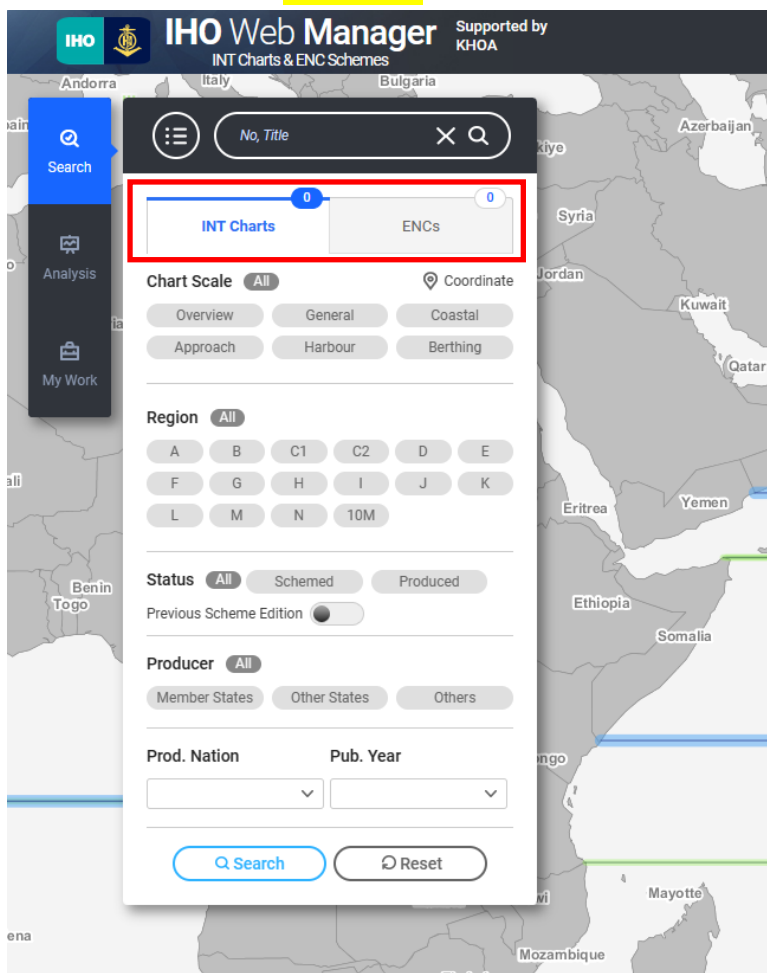 IHO
IHO Web Manager
INT Charts & ENC Schemes
Supported by
KHOA
Andorra
Italy
Bulgaria
Azerbaijan
Syria
Jordan
Kuwait
Qatar
Eritrea
Yemen
Benin
Togo
Ethiopia
Somalia
Mayotte
Mozambique
Search
Analysis
My Work
No, Title
0
INT Charts
0
ENCs
Chart Scale All Coordinate
Overview General Coastal
Approach Harbour Berthing
Region All
A B C1 C2 D E
F G H I J K
L M N 10M
Status All Schemed Produced
Previous Scheme Edition
Producer All
Member States Other States Others
Prod. Nation Pub. Year
Search Reset